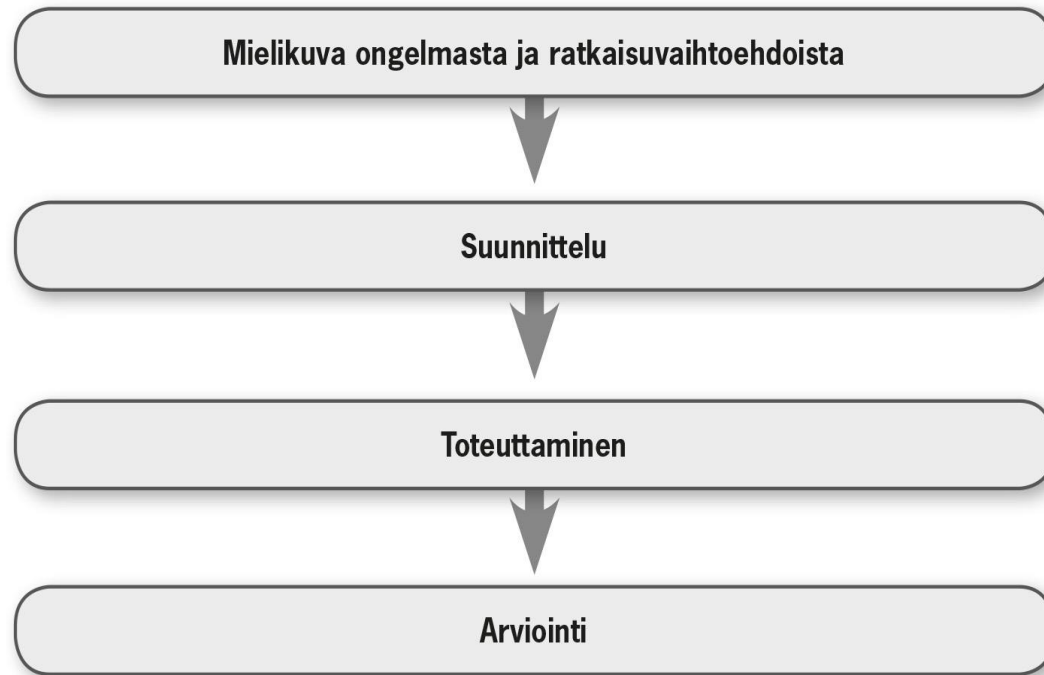 Mielikuva ongelmasta ja ratkaisuvaihtoehdoista
Suunnittelu
Toteuttaminen
Arviointi